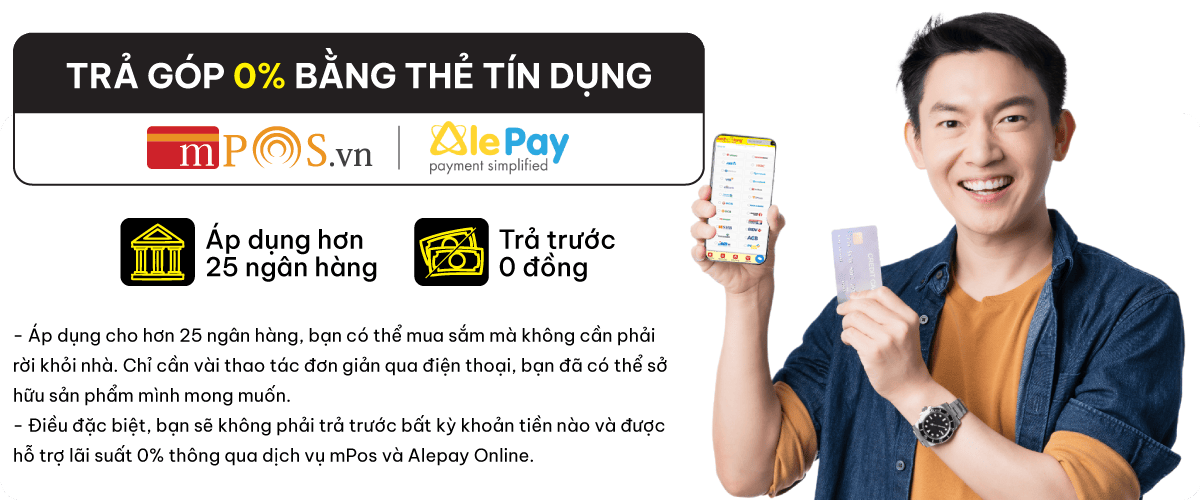 TRẢ GÓP 0% BẰNG THẺ TÍN DỤNG
mPOS.vn
AlePay
payment simplified
Áp dụng hơn
25 ngân hàng
Trả trước
0 đồng
- Áp dụng cho hơn 25 ngân hàng, bạn có thể mua sắm mà không cần phải
rời khỏi nhà. Chỉ cần vài thao tác đơn giản qua điện thoại, bạn đã có thể sở
hữu sản phẩm mình mong muốn.
- Điều đặc biệt, bạn sẽ không phải trả trước bất kỳ khoản tiền nào và được
hỗ trợ lãi suất 0% thông qua dịch vụ mPos và Alepay Online.
ACB